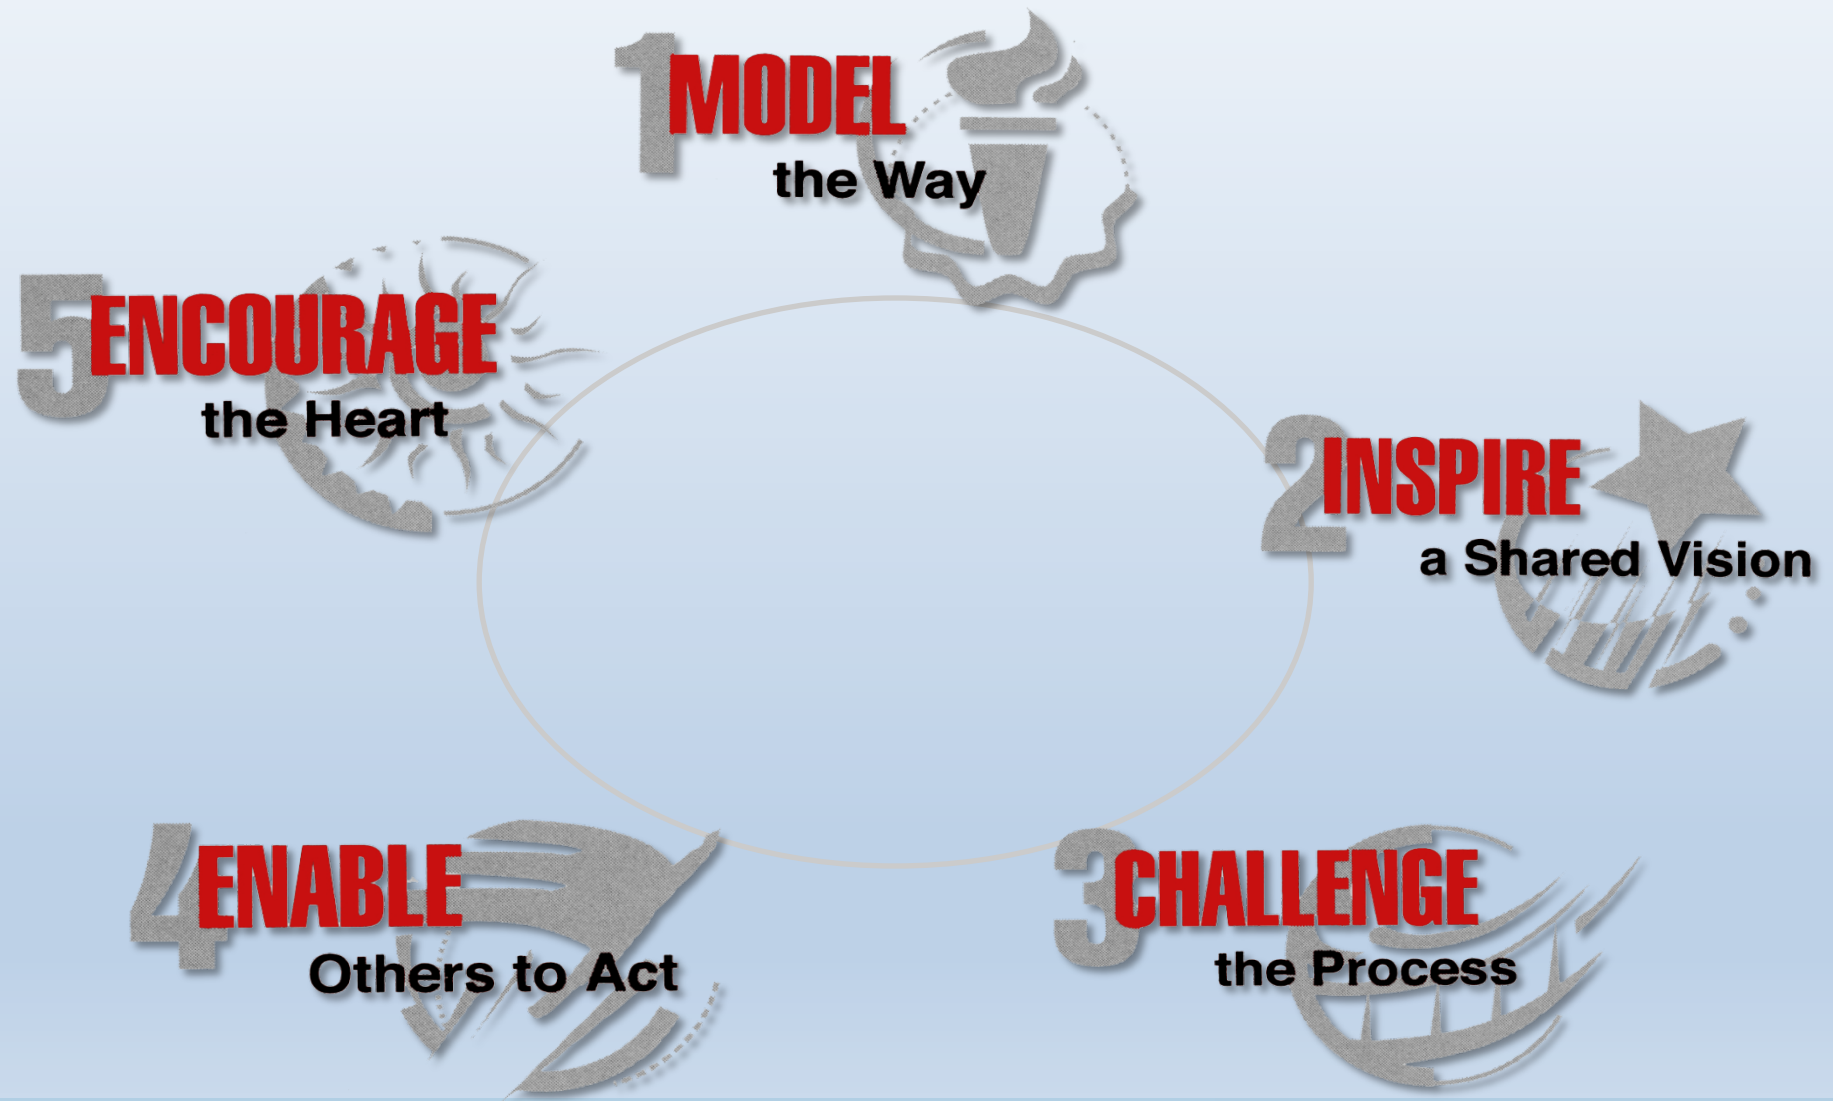 1 MODEL
the Way
2 INSPIRE
a Shared Vision
3 CHALLENGE
the Process
4 ENABLE
Others to Act
5 ENCOURAGE
the Heart